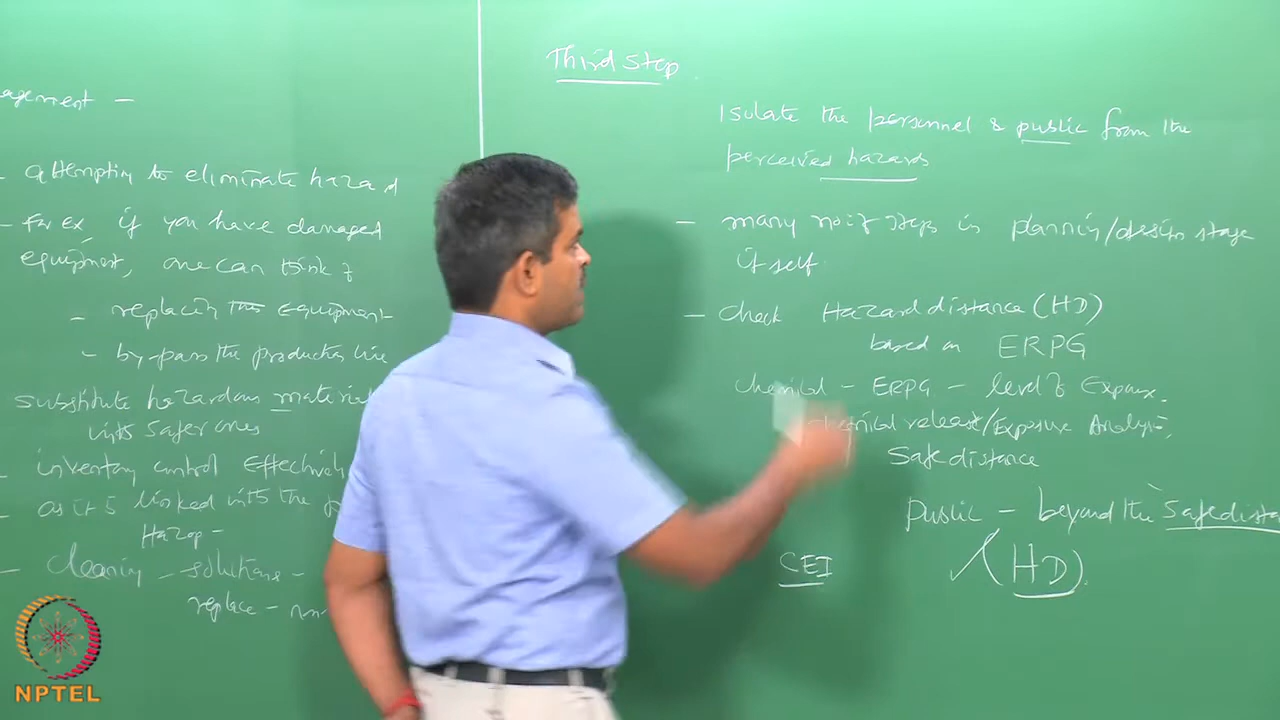 agement –
- attempting to eliminate hazard
- For ex if you have damaged
equipment, one can think of
- replacing the equipment
- by-pass the production line
substitute hazardous material
with safer ones
- inventory control Effectively
- as it is linked with the
Hazop –
- cleaning – solutions –
replace –
Third Step
Isolate the personnel & public from the
perceived hazards
- many no of steps in planning/design stage
itself.
- check Hazard distance (HD)
based on ERPG
chemical – ERPG – level of Exposure.
chemical release/Exposure Analysis,
Safe distance
public – beyond the safe dista
CEI
(HD).
NPTEL